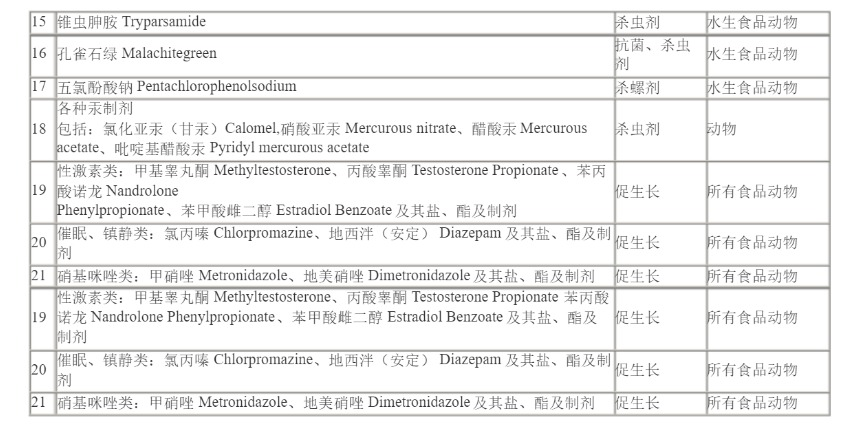 15 锥虫胂胺 Tryparsamide 杀虫剂 水生食品动物
16 孔雀石绿 Malachitegreen 抗菌、杀虫剂 水生食品动物
17 五氯酚酸钠 Pentachlorophenolsodium 杀螺剂 水生食品动物
18 各种汞制剂
包括：氯化亚汞（甘汞）Calomel,硝酸亚汞 Mercurous nitrate、醋酸汞 Mercurous
acetate、吡啶基醋酸汞 Pyridyl mercurous acetate 杀虫剂 动物
19 性激素类：甲基睾丸酮 Methyltestosterone、丙酸睾酮 Testosterone Propionate 、苯丙
酸诺龙 Nandrolone
Phenylpropionate、苯甲酸雌二醇 Estradiol Benzoate 及其盐、酯及制剂 促生长 所有食品动物
20 催眠、镇静类：氯丙嗪 Chlorpromazine、地西泮（安定） Diazepam 及其盐、酯及制
剂 促生长 所有食品动物
21 硝基咪唑类：甲硝唑 Metronidazole、地美硝唑 Dimetronidazole 及其盐、酯及制剂 促生长 所有食品动物
19 性激素类：甲基睾丸酮 Methyltestosterone、丙酸睾酮 Testosterone Propionate 苯丙酸
诺龙 Nandrolone Phenylpropionate、苯甲酸雌二醇 Estradiol Benzoate 及其盐、酯及
制剂 促生长 所有食品动物
20 催眠、镇静类：氯丙嗪 Chlorpromazine、地西泮（安定） Diazepam 及其盐、酯及制
剂 促生长 所有食品动物
21 硝基咪唑类：甲硝唑 Metronidazole、地美硝唑 Dimetronidazole 及其盐、酯及制剂 促生长 所有食品动物